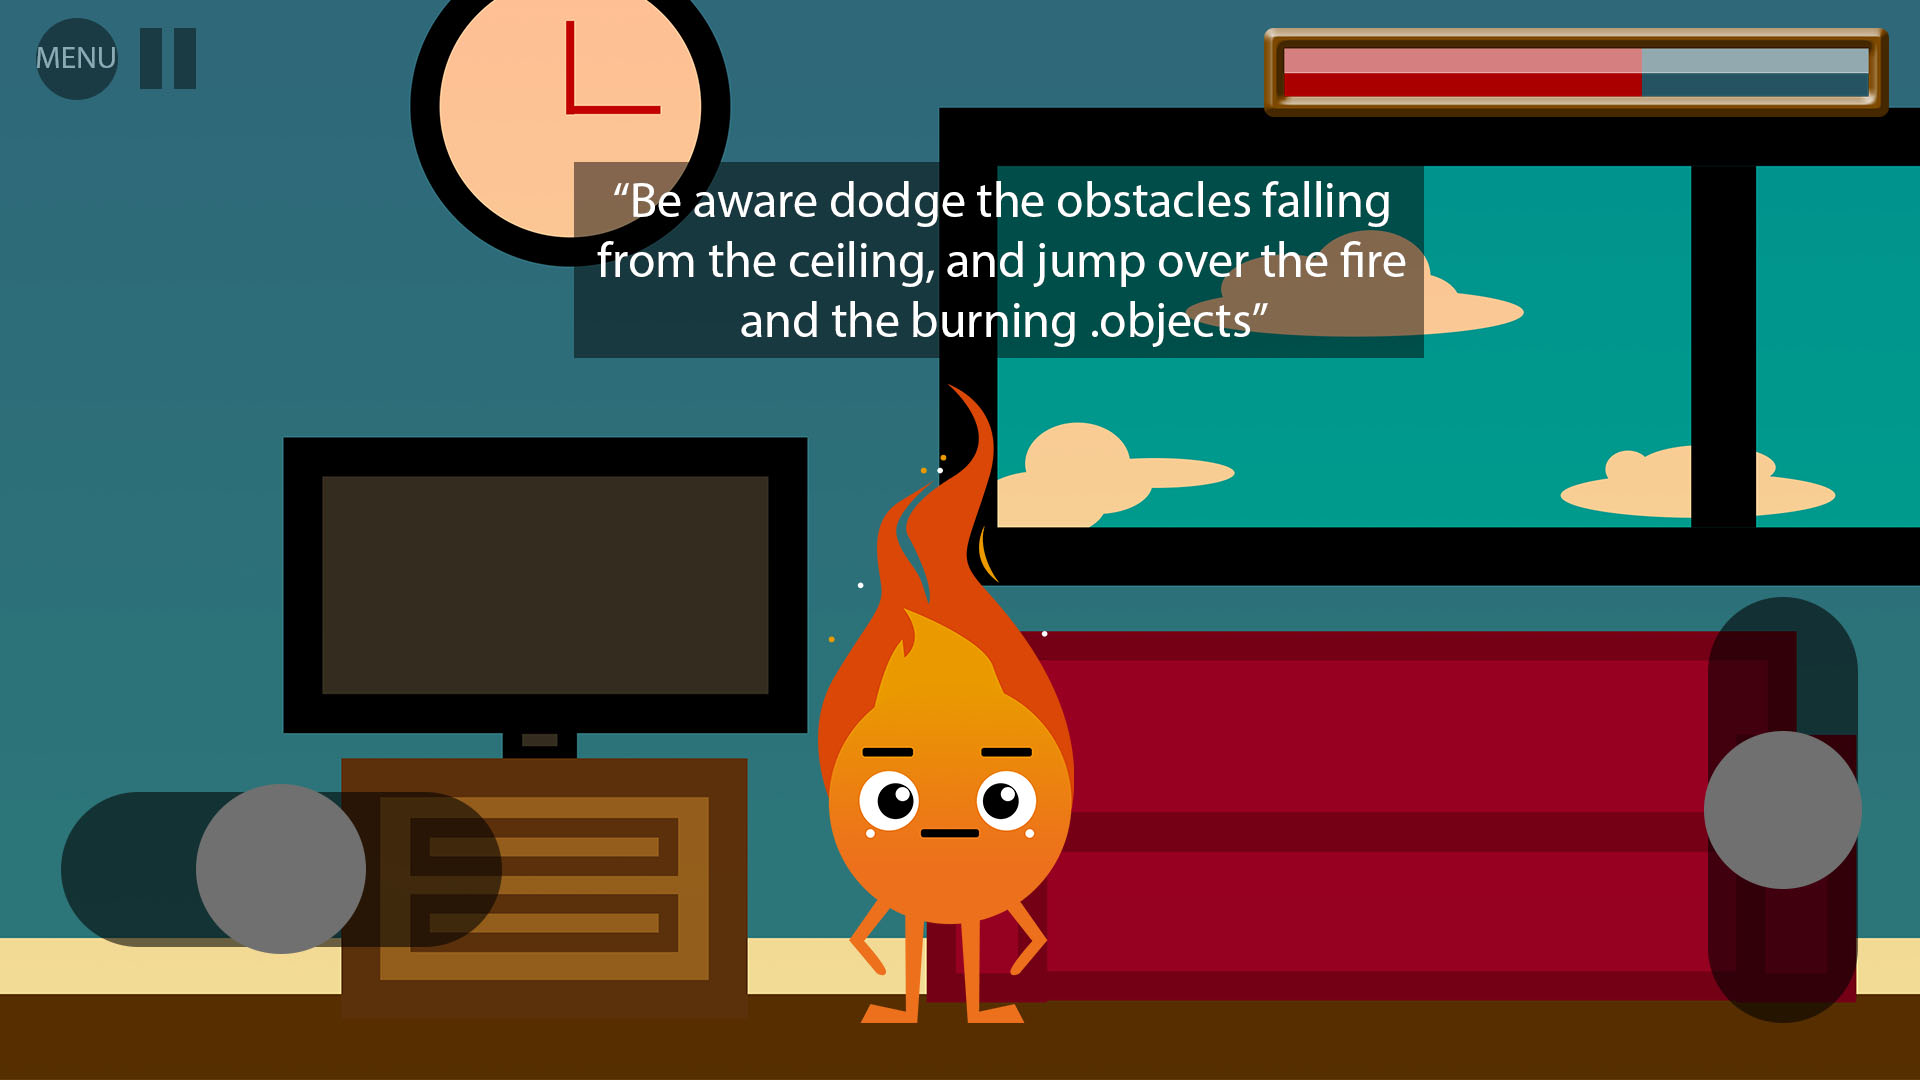 MENU
“Be aware dodge the obstacles falling
from the ceiling, and jump over the fire
and the burning .objects”